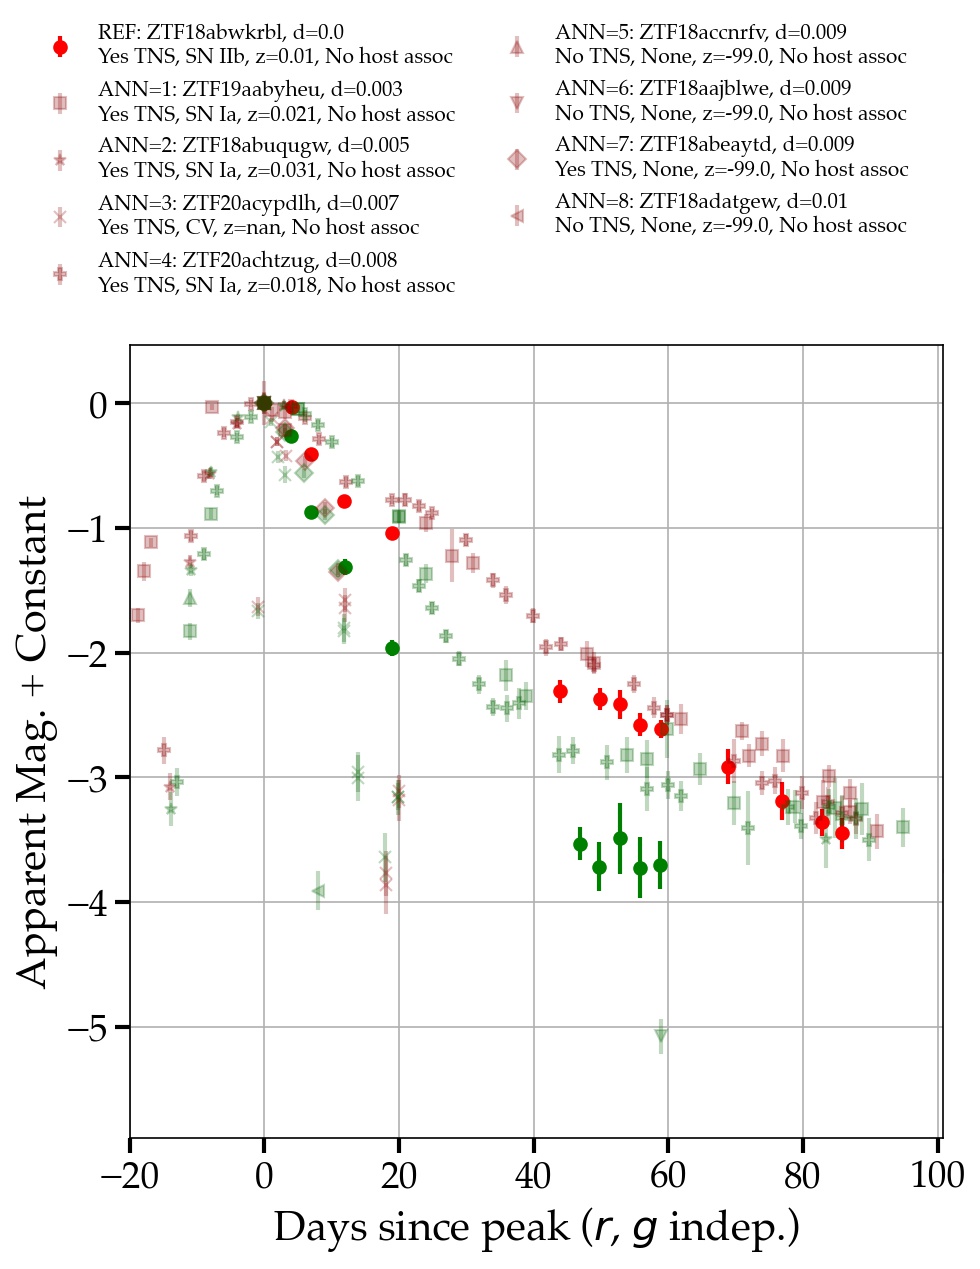 REF: ZTF18abwkrbl, d=0.0
Yes TNS, SN IIb, z=0.01, No host assoc
ANN=1: ZTF19aabyheu, d=0.003
Yes TNS, SN Ia, z=0.021, No host assoc
ANN=2: ZTF18abuqugw, d=0.005
Yes TNS, SN Ia, z=0.031, No host assoc
ANN=3: ZTF20acypdlh, d=0.007
Yes TNS, CV, z=nan, No host assoc
ANN=4: ZTF20achtzug, d=0.008
Yes TNS, SN Ia, z=0.018, No host assoc
ANN=5: ZTF18accnrfv, d=0.009
No TNS, None, z=-99.0, No host assoc
ANN=6: ZTF18aajblwe, d=0.009
No TNS, None, z=-99.0, No host assoc
ANN=7: ZTF18abeaytd, d=0.009
Yes TNS, None, z=-99.0, No host assoc
ANN=8: ZTF18adatgew, d=0.01
No TNS, None, z=-99.0, No host assoc
Apparent Mag. + Constant
0
−1
−2
−3
−4
−5
−20
0
20
40
60
80
100
Days since peak (r, g indep.)